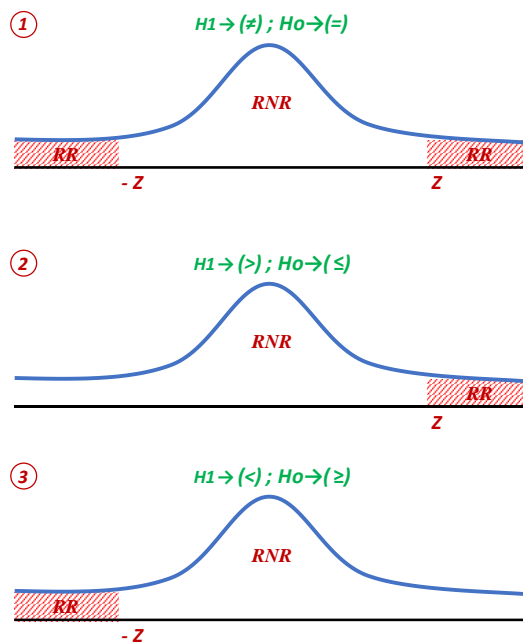 1
H1→(≠) ; Ho→(=)
RNR
RR RR
- Z Z
2
H1→(>) ; Ho→( ≤)
RNR
RR
Z
3
H1→(<) ; Ho→( ≥)
RNR
RR
- Z